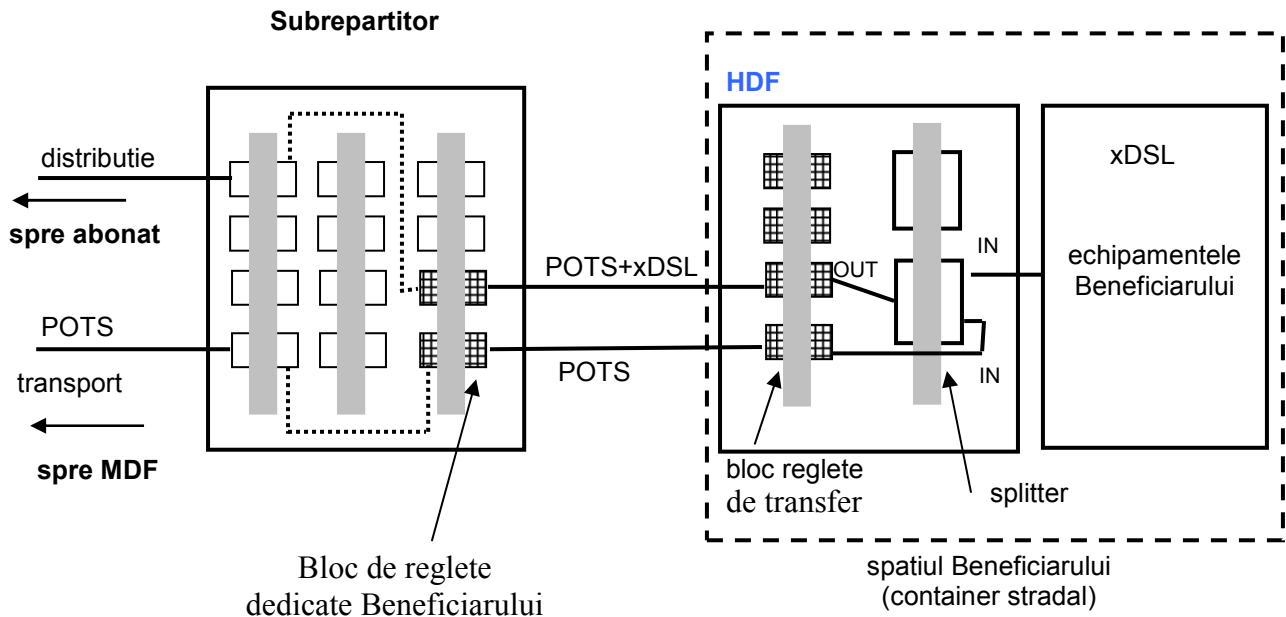 Subrepartitor
HDF
distributie
spre abonat
POTS
transport
spre MDF
POTS+xDSL
POTS
OUT
IN
IN
xDSL
echipamentele
Beneficiarului
bloc reglete
de transfer
splitter
Bloc de reglete
dedicate Beneficiarului
spatiul Beneficiarului
(container stradal)